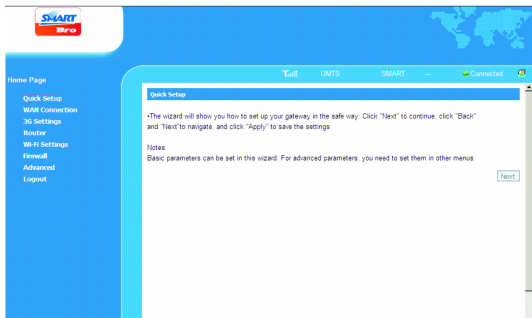 SMART
Bro
UMTS
SMART
---
Connected
Home Page
Quick Setup
WAN Connection
3G Settings
Router
Wi-Fi Settings
Firewall
Advanced
Logout
Quick Setup
•The wizard will show you how to set up your gateway in the safe way. Click "Next" to continue, click "Back"
and "Next"to navigate, and click "Apply" to save the settings.
Notes:
Basic parameters can be set in this wizard. For advanced parameters, you need to set them in other menus.
Next